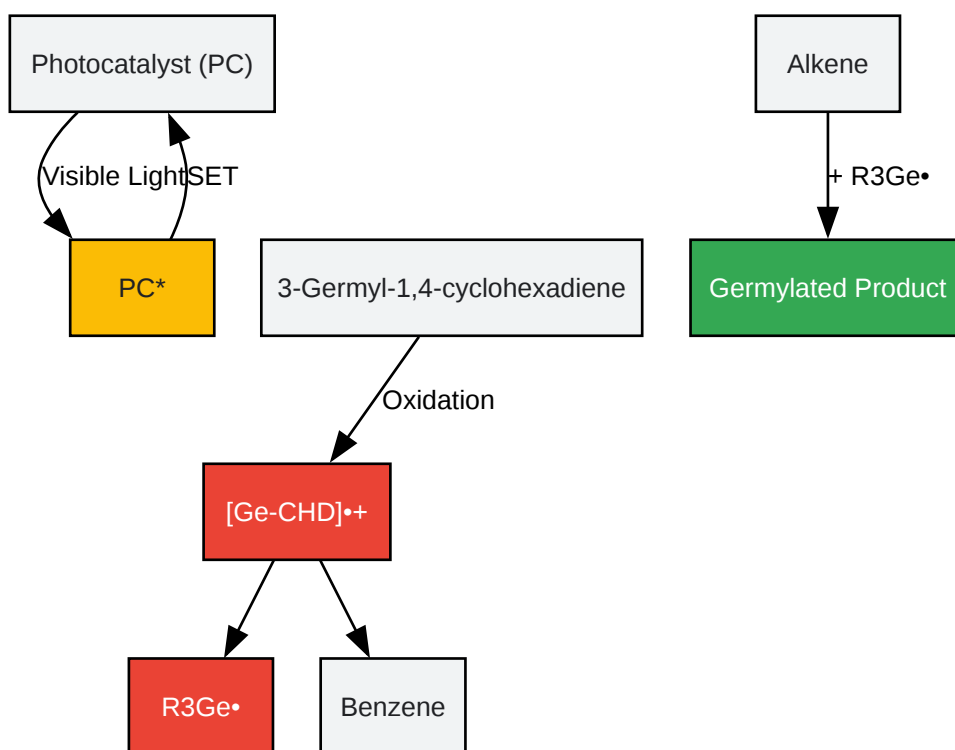 Photocatalyst (PC)
Alkene
Visible Light
SET
+ R3Ge•
PC*
3-Germyl-1,4-cyclohexadiene
Germylated Product
Oxidation
[Ge-CHD]•+
R3Ge•
Benzene